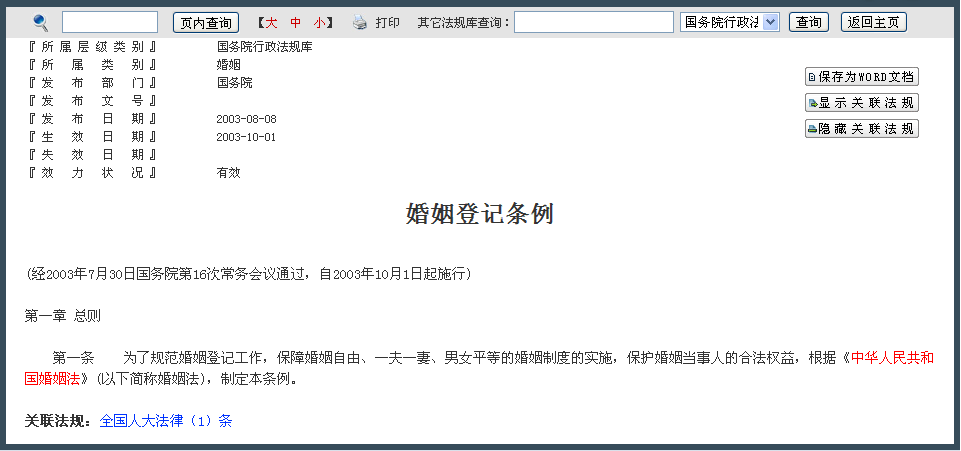 页内查询 【大 中 小】 打印 其它法规库查询： 国务院行政法 查询 返回主页
『所属层级类别』 国务院行政法规库
『所属类别』 婚姻
『发布部门』 国务院
『发布文号』
『发布日期』 2003-08-08
『生效日期』 2003-10-01
『失效日期』
『效力状况』 有效
保存为WORD文档
显示关联法规
隐藏关联法规
婚姻登记条例
(经2003年7月30日国务院第16次常务会议通过，自2003年10月1日起施行)
第一章 总则
第一条 为了规范婚姻登记工作，保障婚姻自由、一夫一妻、男女平等的婚姻制度的实施，保护婚姻当事人的合法权益，根据《中华人民共和
国婚姻法》(以下简称婚姻法)，制定本条例。
关联法规：全国人大法律（1）条